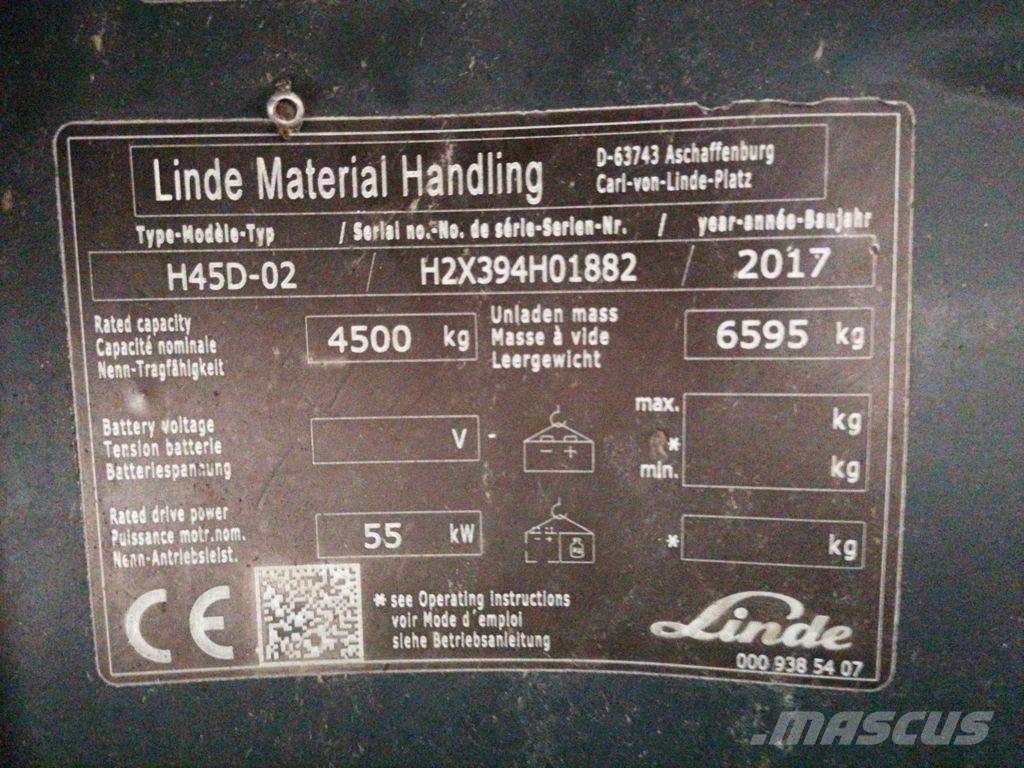 Linde Material Handling
D-63743 Aschaffenburg
Carl-von-Linde-Platz
Type-Modèle-Typ / Serial no.-No. de série-Serien-Nr. / year-année-Baujahr
H45D-02 / H2X394H01882 / 2017
Rated capacity
Capacité nominale
Nenn-Tragfähigkeit
4500 kg
Unladen mass
Masse à vide
Leergewicht
6595 kg
Battery voltage
Tension batterie
Batteriespannung
V
-
- +
max.
*
min.
kg
kg
Rated drive power
Puissance motr.nom.
Nenn-Antriebsleist.
55 kW
*
kg
CE
* see Operating instructions
voir Mode d'emploi
siehe Betriebsanleitung
Linde
000 938 54 07
MASCUS